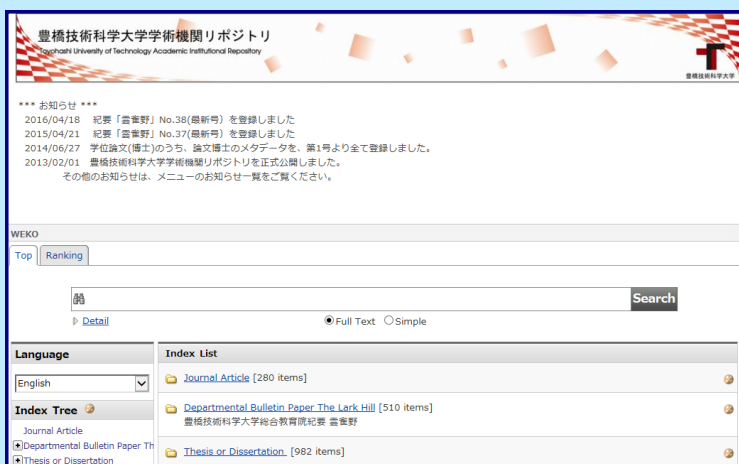 豊橋技術科学大学学術機関リポジトリ
Toyohashi University of Technology Academic Institutional Repository
豊橋技術科学大学
*** お知らせ ***
2016/04/18 紀要「雲雀野」No.38(最新号）を登録しました
2015/04/21 紀要「雲雀野」No.37(最新号）を登録しました
2014/06/27 学位論文(博士)のうち、論文博士のメタデータを、第1号より全て登録しました。
2013/02/01 豊橋技術科学大学学術機関リポジトリを正式公開しました。
その他のお知らせは、メニューのお知らせ一覧をご覧ください。
WEKO
Top Ranking
Search
Detail Full Text Simple
Language
English
Index Tree
Journal Article
Departmental Bulletin Paper Th
Thesis or Dissertation
Index List
Journal Article [280 items]
Departmental Bulletin Paper The Lark Hill [510 items]
豊橋技術科学大学総合教育院紀要 雲雀野
Thesis or Dissertation [982 items]